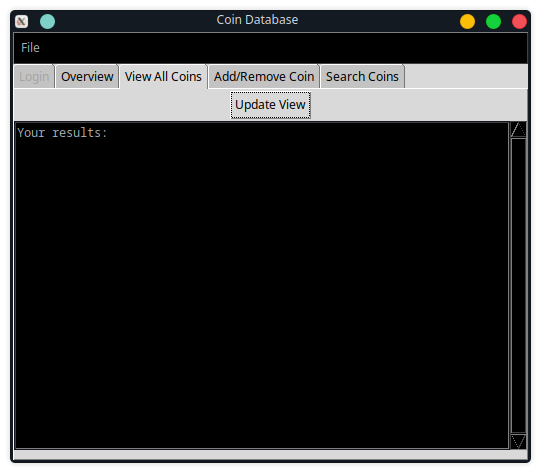 Coin Database
File
Login Overview View All Coins Add/Remove Coin Search Coins
Update View
Your results: